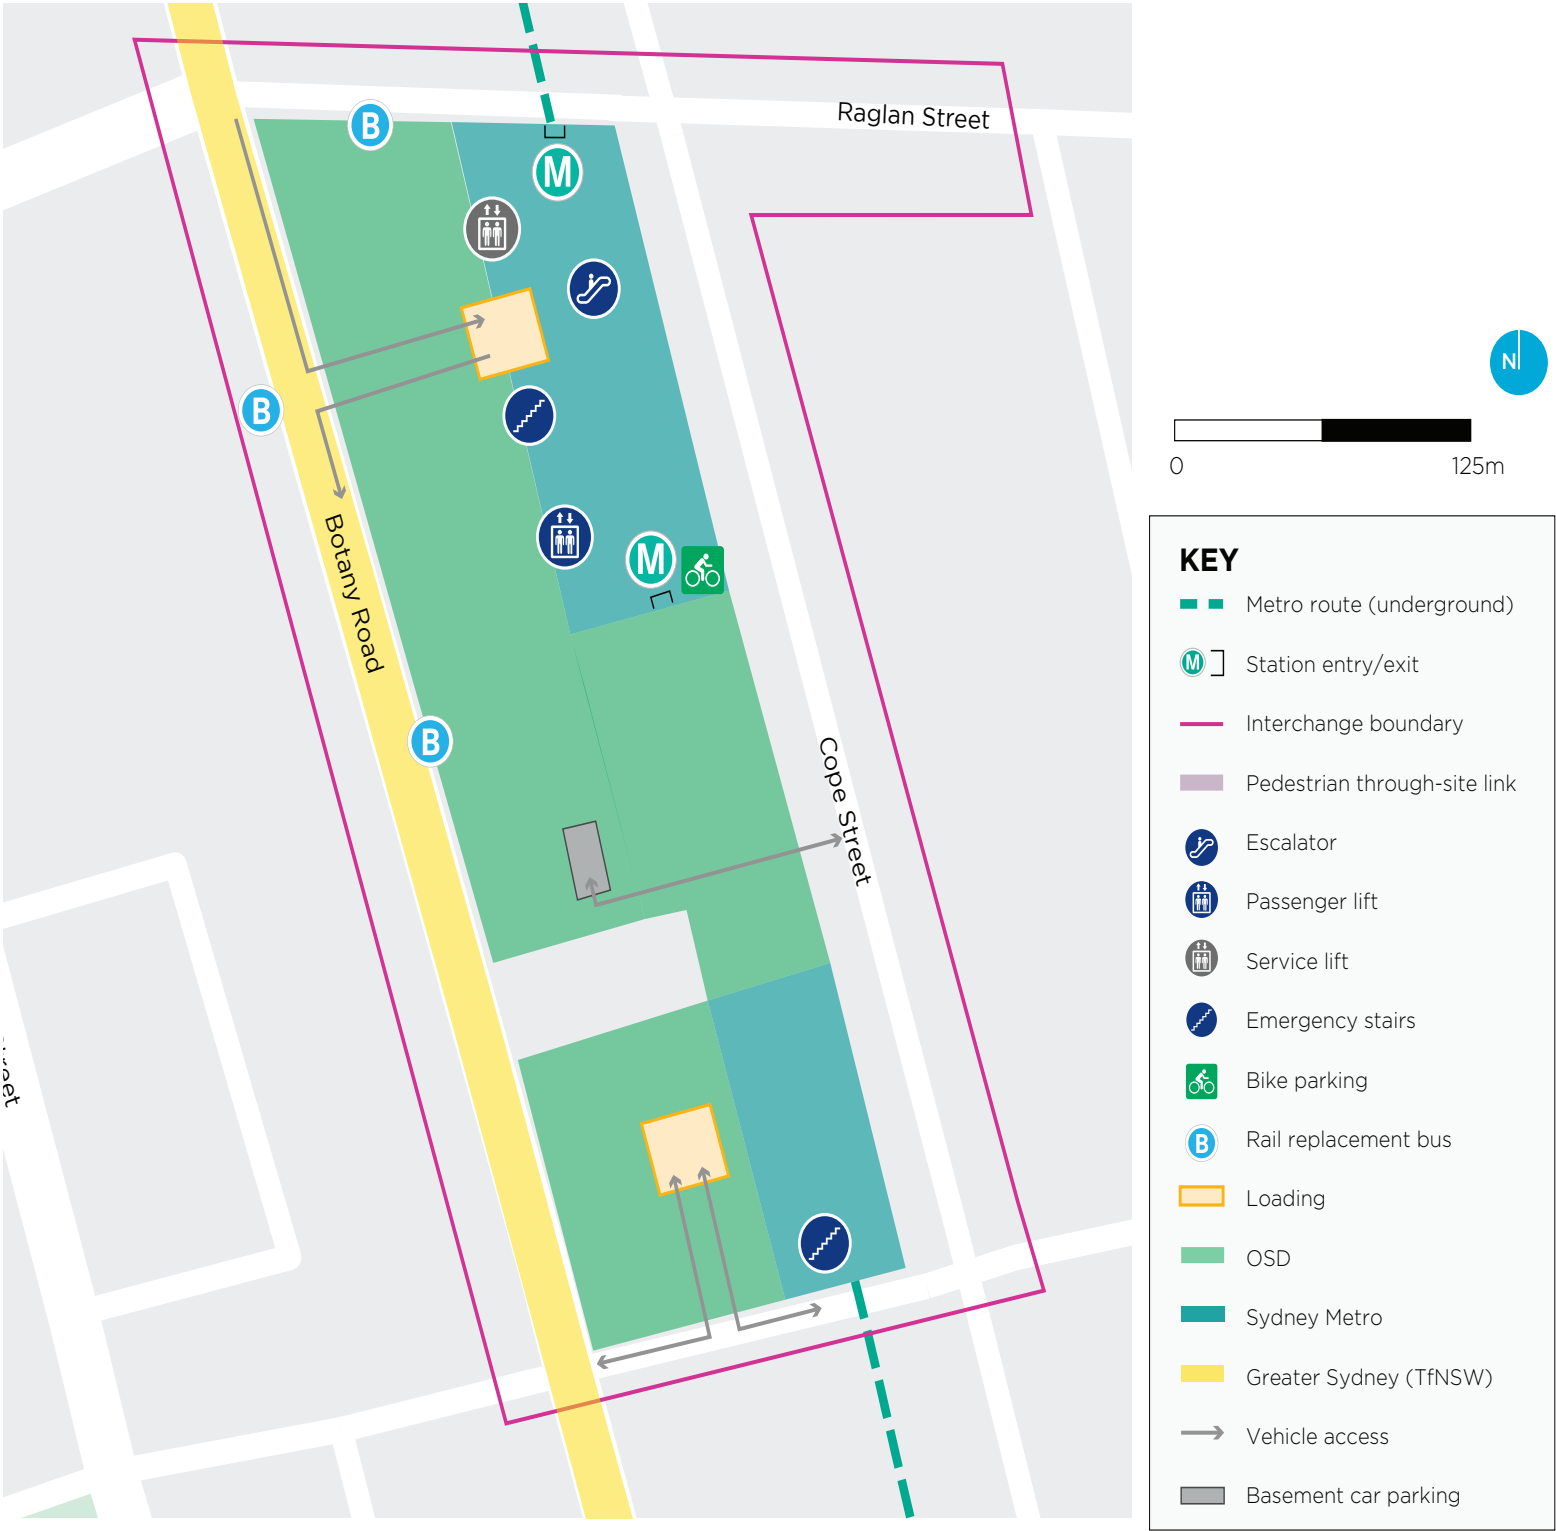 Raglan Street
B
M
B
Botany Road
M
B
Cope Street
reet
N
0 125m
KEY
Metro route (underground)
M Station entry/exit
Interchange boundary
Pedestrian through-site link
Escalator
Passenger lift
Service lift
Emergency stairs
Bike parking
B Rail replacement bus
Loading
OSD
Sydney Metro
Greater Sydney (TfNSW)
Vehicle access
Basement car parking